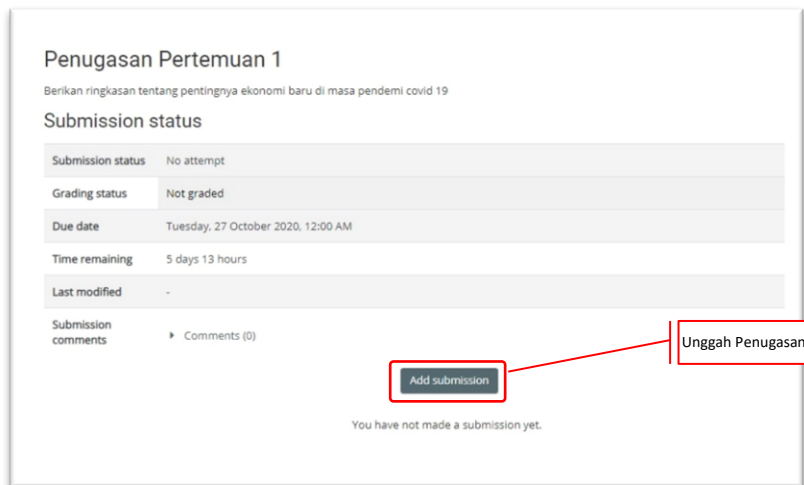 Penugasan Pertemuan 1
Berikan ringkasan tentang pentingnya ekonomi baru di masa pendemi covid 19
Submission status
Submission status No attempt
Grading status Not graded
Due date Tuesday, 27 October 2020, 12:00 AM
Time remaining 5 days 13 hours
Last modified -
Submission
comments Comments (0)
Unggah Penugasan
Add submission
You have not made a submission yet.